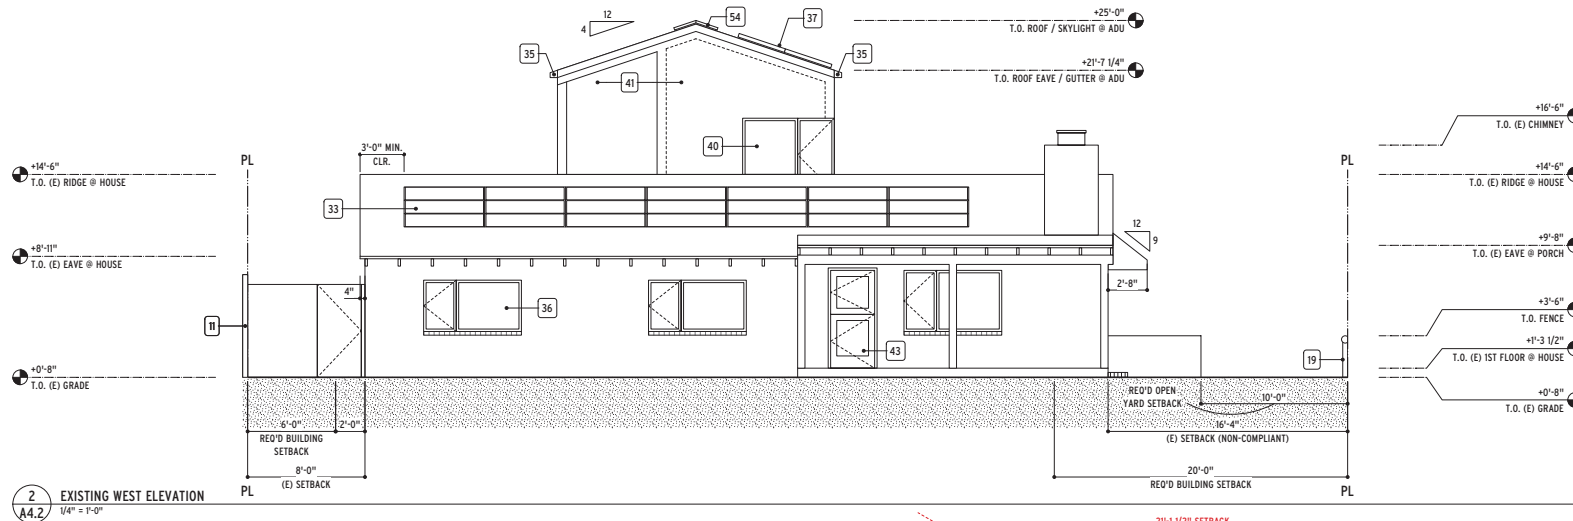 12
4
54
37
+25'-0"
T.O. ROOF / SKYLIGHT @ ADU
35
35
+21'-7 1/4"
T.O. ROOF EAVE / GUTTER @ ADU
41
+16'-6"
T.O. (E) CHIMNEY
40
3'-0" MIN.
CLR.
PL
PL
+14'-6"
T.O. (E) RIDGE @ HOUSE
+14'-6"
T.O. (E) RIDGE @ HOUSE
33
12
9
+8'-11"
T.O. (E) EAVE @ HOUSE
+9'-8"
T.O. (E) EAVE @ PORCH
2'-8"
4"
36
+3'-6"
T.O. FENCE
11
43
19
+1'-3 1/2"
T.O. (E) 1ST FLOOR @ HOUSE
+0'-8"
T.O. (E) GRADE
+0'-8"
T.O. (E) GRADE
REQ'D OPEN
YARD SETBACK
10'-0"
6'-0"
2'-0"
REQ'D BUILDING
SETBACK
16'-4"
(E) SETBACK (NON-COMPLIANT)
8'-0"
(E) SETBACK
20'-0"
REQ'D BUILDING SETBACK
PL
PL
2
A4.2
EXISTING WEST ELEVATION
1/4" = 1'-0"